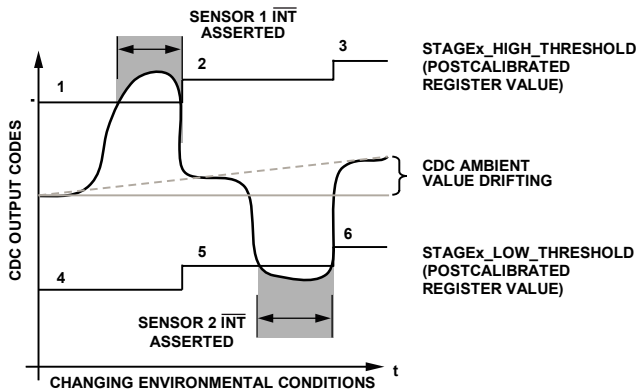 SENSOR 1 INT
ASSERTED
1
2
3
STAGEx_HIGH_THRESHOLD
(POSTCALIBRATED
REGISTER VALUE)
CDC OUTPUT CODES
CDC AMBIENT
VALUE DRIFTING
4
5
6
STAGEx_LOW_THRESHOLD
(POSTCALIBRATED
REGISTER VALUE)
SENSOR 2 INT
ASSERTED
t
CHANGING ENVIRONMENTAL CONDITIONS